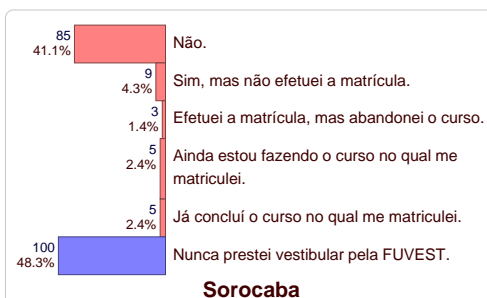 85
41.1%
Não.
9
4.3%
Sim, mas não efetuei a matrícula.
3
1.4%
Efetuei a matrícula, mas abandonei o curso.
5
2.4%
Ainda estou fazendo o curso no qual me
matriculei.
5
2.4%
Já concluí o curso no qual me matriculei.
100
48.3%
Nunca prestei vestibular pela FUVEST.
Sorocaba